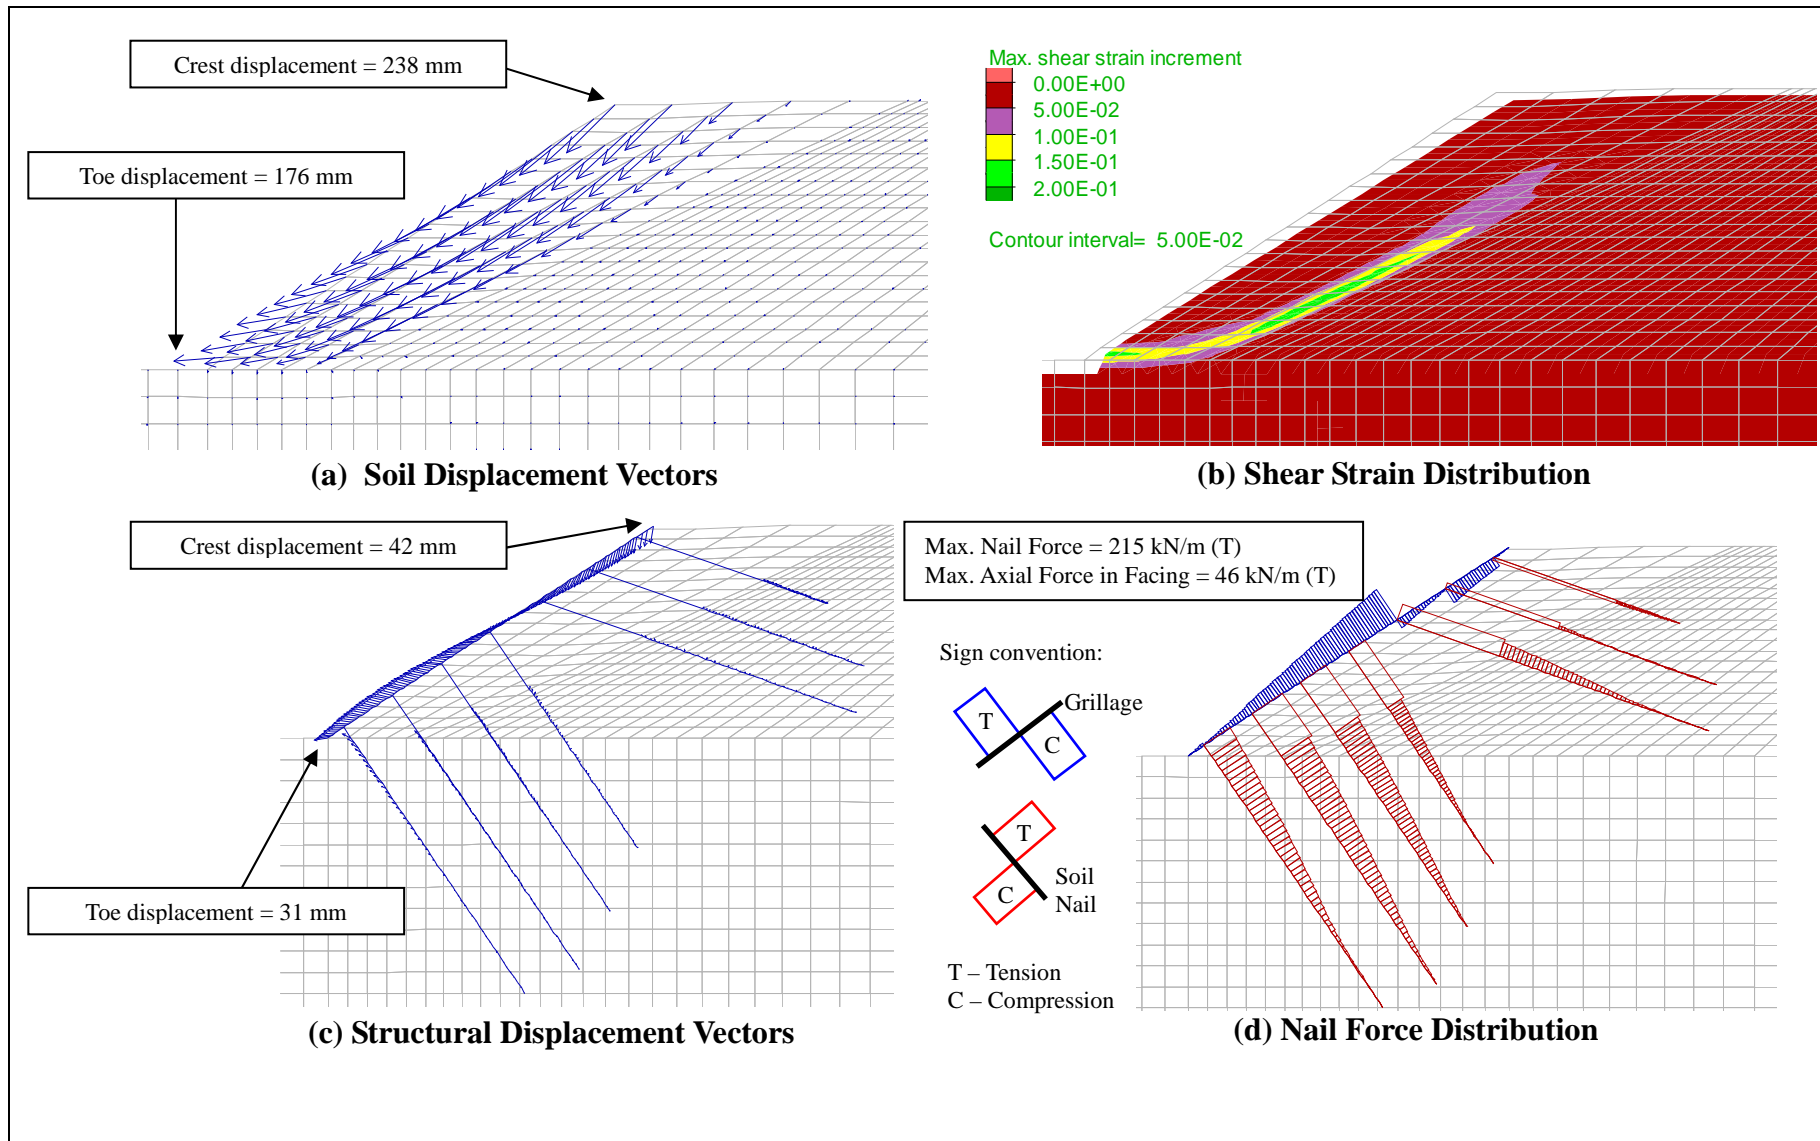 Crest displacement = 238 mm
Toe displacement = 176 mm
(a)  Soil Displacement Vectors
Max. shear strain increment
0.00E+00
5.00E-02
1.00E-01
1.50E-01
2.00E-01
Contour interval=  5.00E-02
(b) Shear Strain Distribution
Crest displacement = 42 mm
Toe displacement = 31 mm
(c) Structural Displacement Vectors
Max. Nail Force = 215 kN/m (T)
Max. Axial Force in Facing = 46 kN/m (T)
Sign convention:
Grillage
T
C
T
C
Soil
Nail
T – Tension
C – Compression
(d) Nail Force Distribution